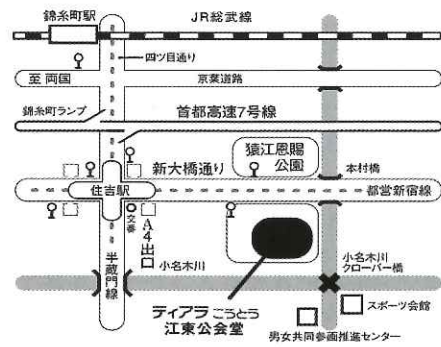 錦糸町駅
JR総武線
四ツ目通り
至 両国
京葉道路
錦糸町ランプ
首都高速7号線
猿江恩賜
公園
新大橋通り
本村橋
住吉駅
都営新宿線
交番
A4出口
半蔵門線
小名木川
小名木川
クローバー橋
ティアラ こうとう
江東公会堂
スポーツ会館
男女共同参画推進センター